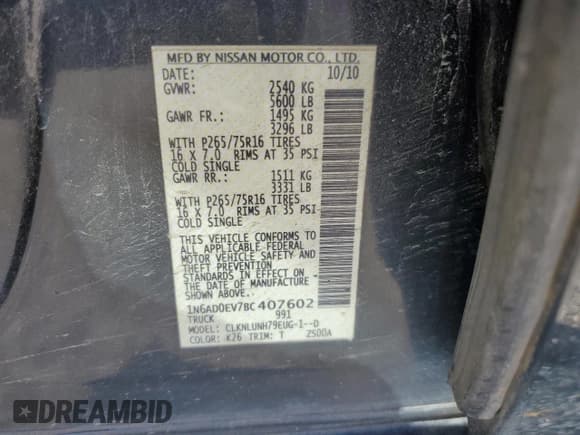 MFD BY NISSAN MOTOR CO., LTD.
DATE: 10/10
GVWR: 2540 KG
5600 LB
GAWR FR.: 1495 KG
3296 LB
WITH P265/75R16 TIRES
16 X 7.0 RIMS AT 35 PSI
COLD SINGLE
GAWR RR.: 1511 KG
3331 LB
WITH P265/75R16 TIRES
16 X 7.0 RIMS AT 35 PSI
COLD SINGLE
THIS VEHICLE CONFORMS TO
ALL APPLICABLE FEDERAL
MOTOR VEHICLE SAFETY AND
THEFT PREVENTION
STANDARDS IN EFFECT ON
THE DATE OF MANUFACTURE
SHOWN ABOVE.
1N6AD0EV7BC407602
TRUCK 991
MODEL: CLKNLUNH79EUG-1--D
COLOR: K26 TRIM: T ZS00A
DREAMBID